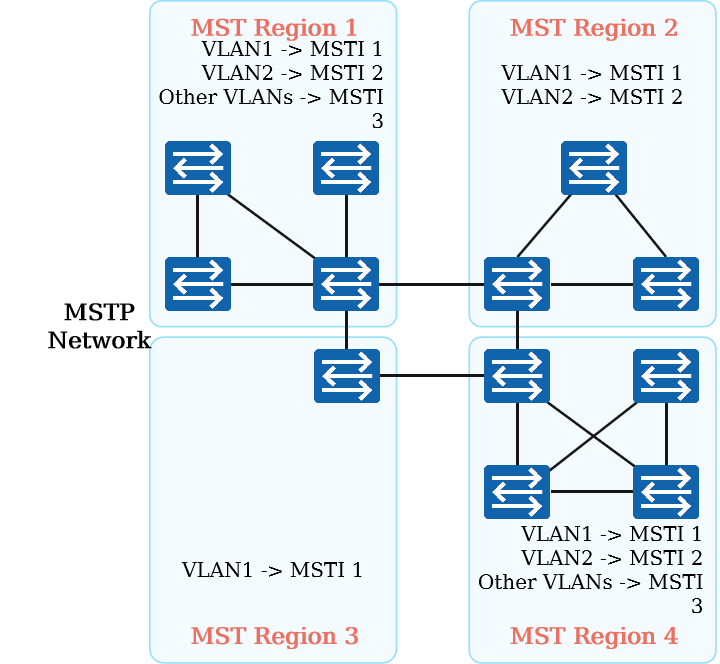 MST Region 1
VLAN1 -> MSTI 1
VLAN2 -> MSTI 2
Other VLANs -> MSTI
3
MST Region 2
VLAN1 -> MSTI 1
VLAN2 -> MSTI 2
MSTP
Network
VLAN1 -> MSTI 1
MST Region 3
VLAN1 -> MSTI 1
VLAN2 -> MSTI 2
Other VLANs -> MSTI
3
MST Region 4